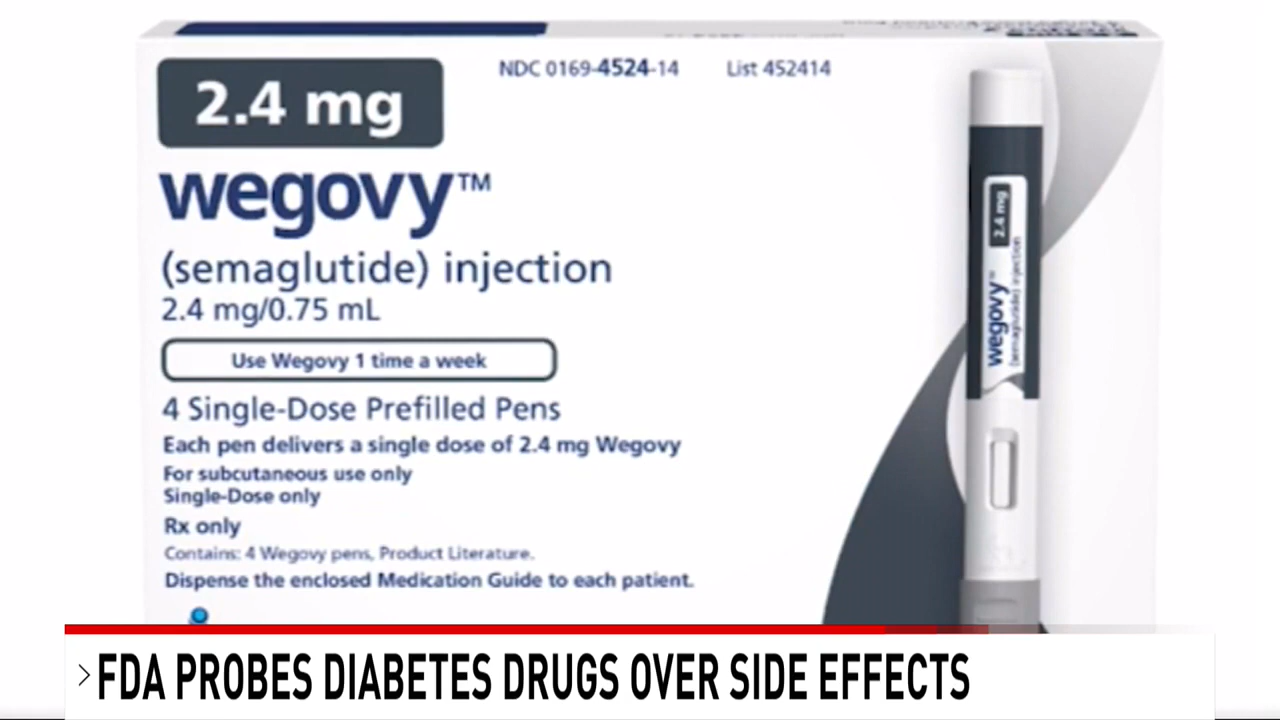 2.4 mg
NDC 0169-4524-14 List 452414
wegovy™
(semaglutide) injection
2.4 mg/0.75 mL
Use Wegovy 1 time a week
4 Single-Dose Prefilled Pens
Each pen delivers a single dose of 2.4 mg Wegovy
For subcutaneous use only
Single-Dose only
Rx only
Contains: 4 Wegovy pens, Product Literature.
Dispense the enclosed Medication Guide to each patient.
2.4 mg
wegovy™
(semaglutide) injection
FDA PROBES DIABETES DRUGS OVER SIDE EFFECTS